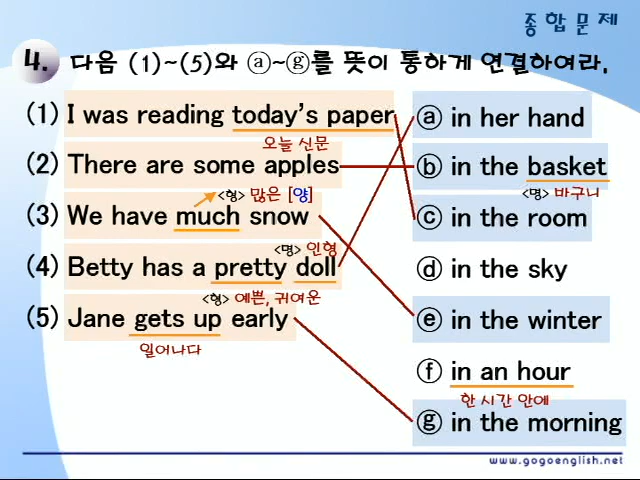 종합문제
4. 다음 (1)~(5)와 ⓐ~ⓖ를 뜻이 통하게 연결하여라.
(1) I was reading today's paper
오늘 신문
(2) There are some apples
<형> 많은 [양]
(3) We have much snow
<명> 인형
(4) Betty has a pretty doll
<형> 예쁜, 귀여운
(5) Jane gets up early
일어나다
ⓐ in her hand
ⓑ in the basket
<명> 바구니
ⓒ in the room
ⓓ in the sky
ⓔ in the winter
ⓕ in an hour
한 시간 안에
ⓖ in the morning
www.gogoenglish.net